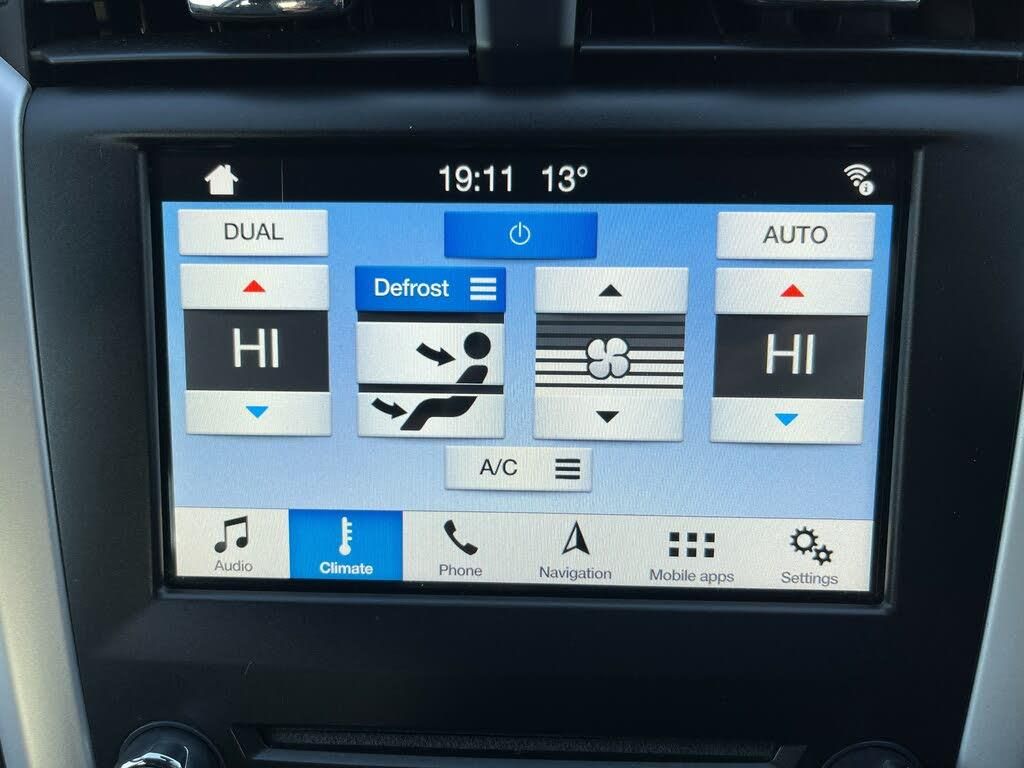 19:11 13°
DUAL
AUTO
Defrost
HI
HI
A/C
Audio
Climate
Phone
Navigation
Mobile apps
Settings